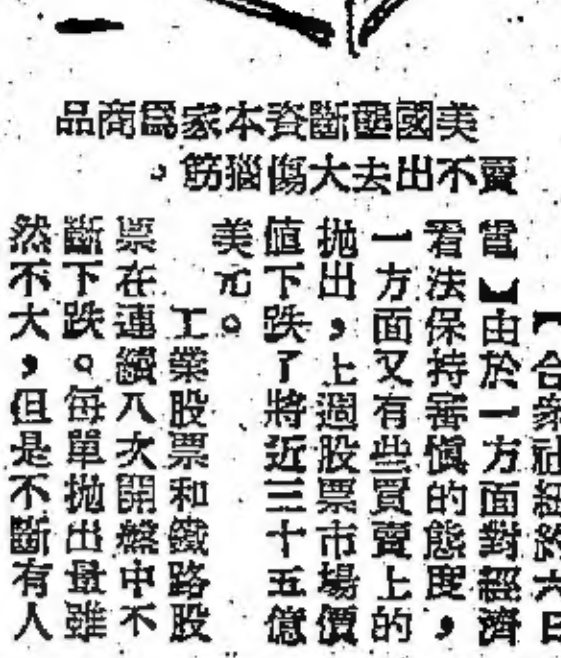 美國壟斷資本家爲商品
賣不出去大傷腦筋。
【合衆社紐約六日
電】由於一方面對經濟
看法保持審慎的態度，
一方面又有些買賣上的
拋出，上週股票市場價
值下跌了將近三十五億
美元。
工業股票和鐵路股
票在連續八次開盤中不
斷下跌。每單拋出量雖
然不大，但是不斷有人